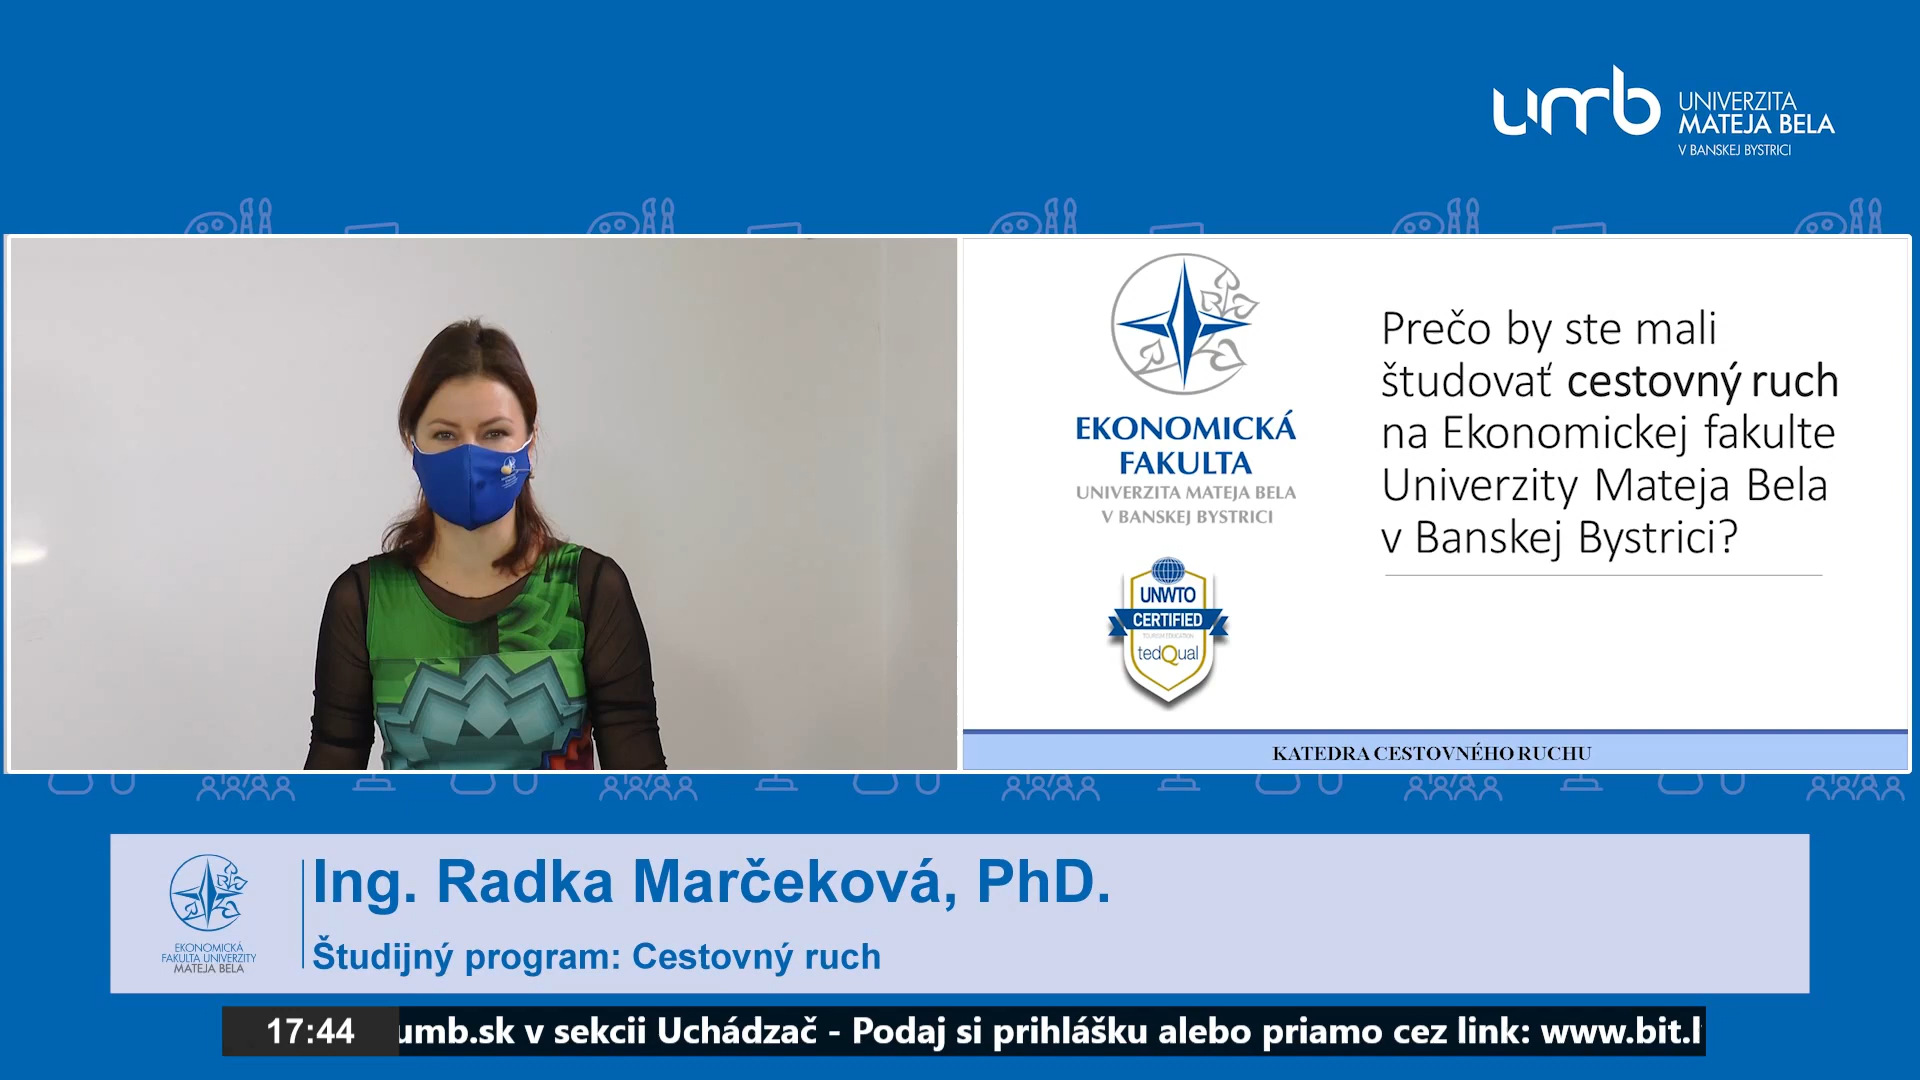 umb UNIVERZITA
MATEJA BELA
V BANSKEJ BYSTRICI
EKONOMICKÁ
FAKULTA
UNIVERZITA MATEJA BELA
V BANSKEJ BYSTRICI
UNWTO
CERTIFIED
TOURISM EDUCATION
tedQual
Prečo by ste mali
študovať cestovný ruch
na Ekonomickej fakulte
Univerzity Mateja Bela
v Banskej Bystrici?
KATEDRA CESTOVNÉHO RUCHU
EKONOMICKÁ
FAKULTA UNIVERZITY
MATEJA BELA
Ing. Radka Marčeková, PhD.
Študijný program: Cestovný ruch
17:44 umb.sk v sekcii Uchádzač - Podaj si prihlášku alebo priamo cez link: www.bit.l